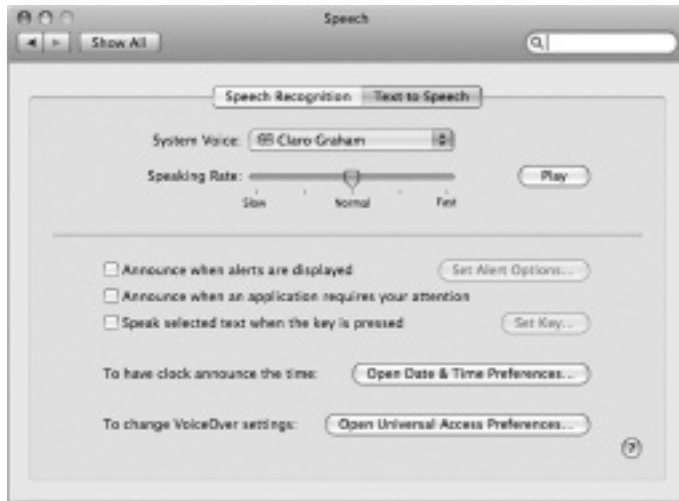 Speech
Show All
Speech Recognition Text to Speech
System Voice: Claro Graham
Speaking Rate:
Play
Slow Normal Fast
Announce when alerts are displayed Set Alert Options...
Announce when an application requires your attention
Speak selected text when the key is pressed Set Key...
To have clock announce the time: Open Date & Time Preferences...
To change VoiceOver settings: Open Universal Access Preferences...
?